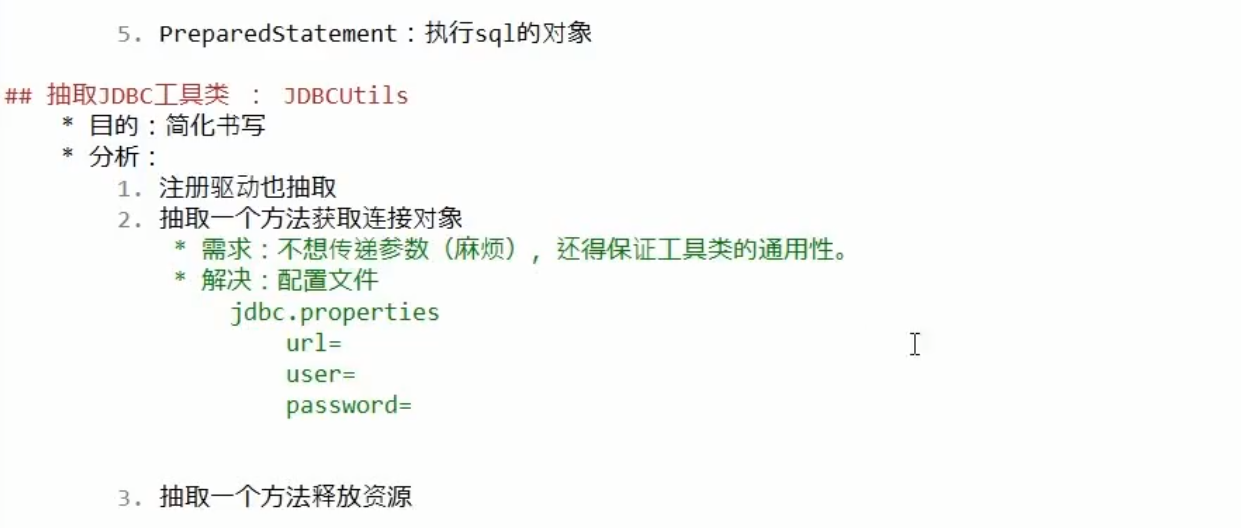 5. PreparedStatement：执行sql的对象
## 抽取JDBC工具类 ： JDBCUtils
* 目的：简化书写
* 分析：
1. 注册驱动也抽取
2. 抽取一个方法获取连接对象
* 需求：不想传递参数（麻烦），还得保证工具类的通用性。
* 解决：配置文件
jdbc.properties
url=
user=
password=
3. 抽取一个方法释放资源